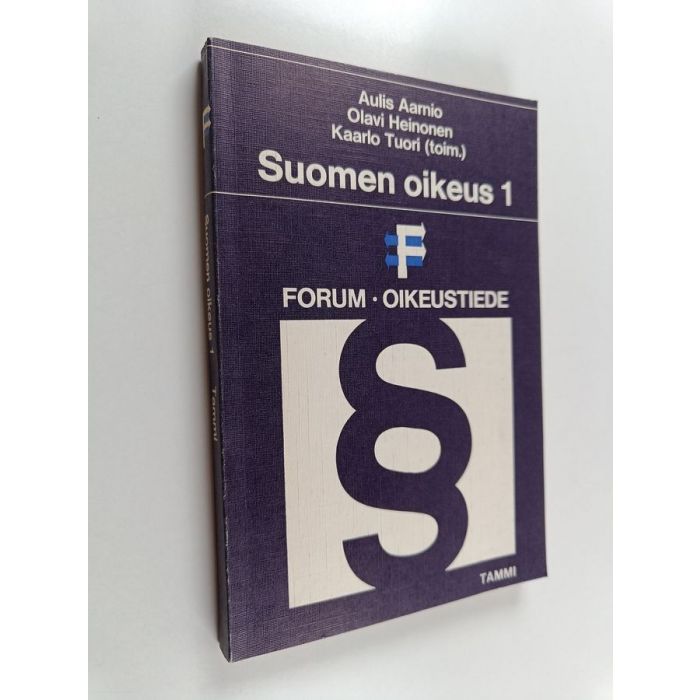 Aulis Aarnio
Olavi Heinonen
Kaarlo Tuori (toim.)
Suomen oikeus 1
F
FORUM · OIKEUSTIEDE
§
TAMMI
Suomen oikeus 1 Tammi